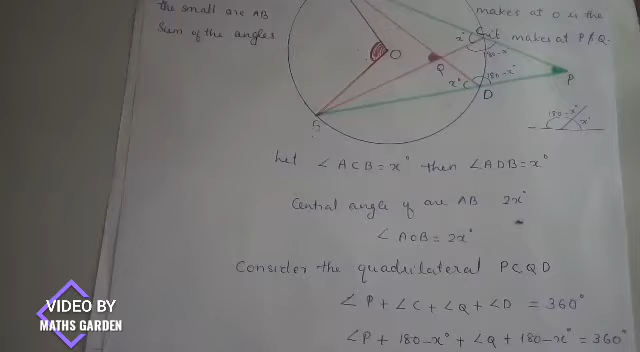 the small arc AB
makes at O is the
Sum of the angles
it makes at P & Q.
x°
C
180-x
O
Q
P
x°
180-x°
D
B
180-x°
x°
Let ∠ACB = x° then ∠ADB = x°
Central angle of arc AB 2x°
∠AOB = 2x°
Consider the quadrilateral PCQD
∠P + ∠C + ∠Q + ∠D = 360°
∠P + 180-x° + ∠Q + 180-x° = 360°
VIDEO BY
MATHS GARDEN